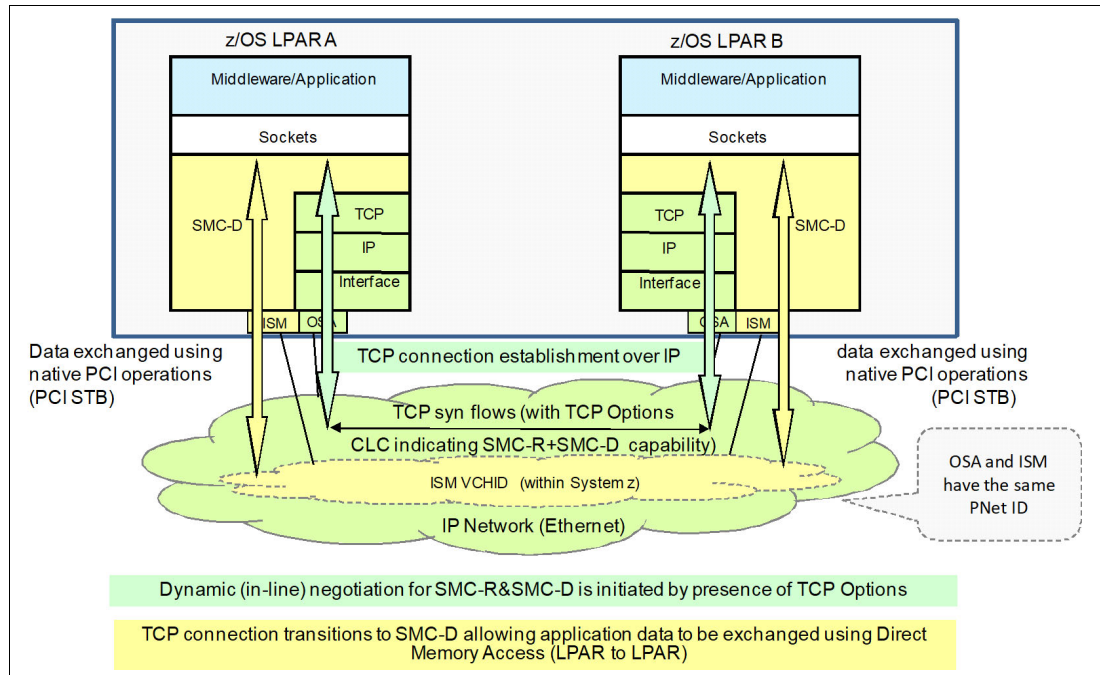 z/OS LPAR A
z/OS LPAR B
Middleware/Application
Middleware/Application
Sockets
Sockets
SMC-D
TCP
IP
Interface
TCP
IP
Interface
SMC-D
ISM
OSA
OSA
ISM
Data exchanged using
native PCI operations
(PCI STB)
TCP connection establishment over IP
data exchanged using
native PCI operations
(PCI STB)
TCP syn flows (with TCP Options
CLC indicating SMC-R+SMC-D capability)
ISM VCHID (within System z)
IP Network (Ethernet)
OSA and ISM
have the same
PNet ID
Dynamic (in-line) negotiation for SMC-R&SMC-D is initiated by presence of TCP Options
TCP connection transitions to SMC-D allowing application data to be exchanged using Direct
Memory Access (LPAR to LPAR)